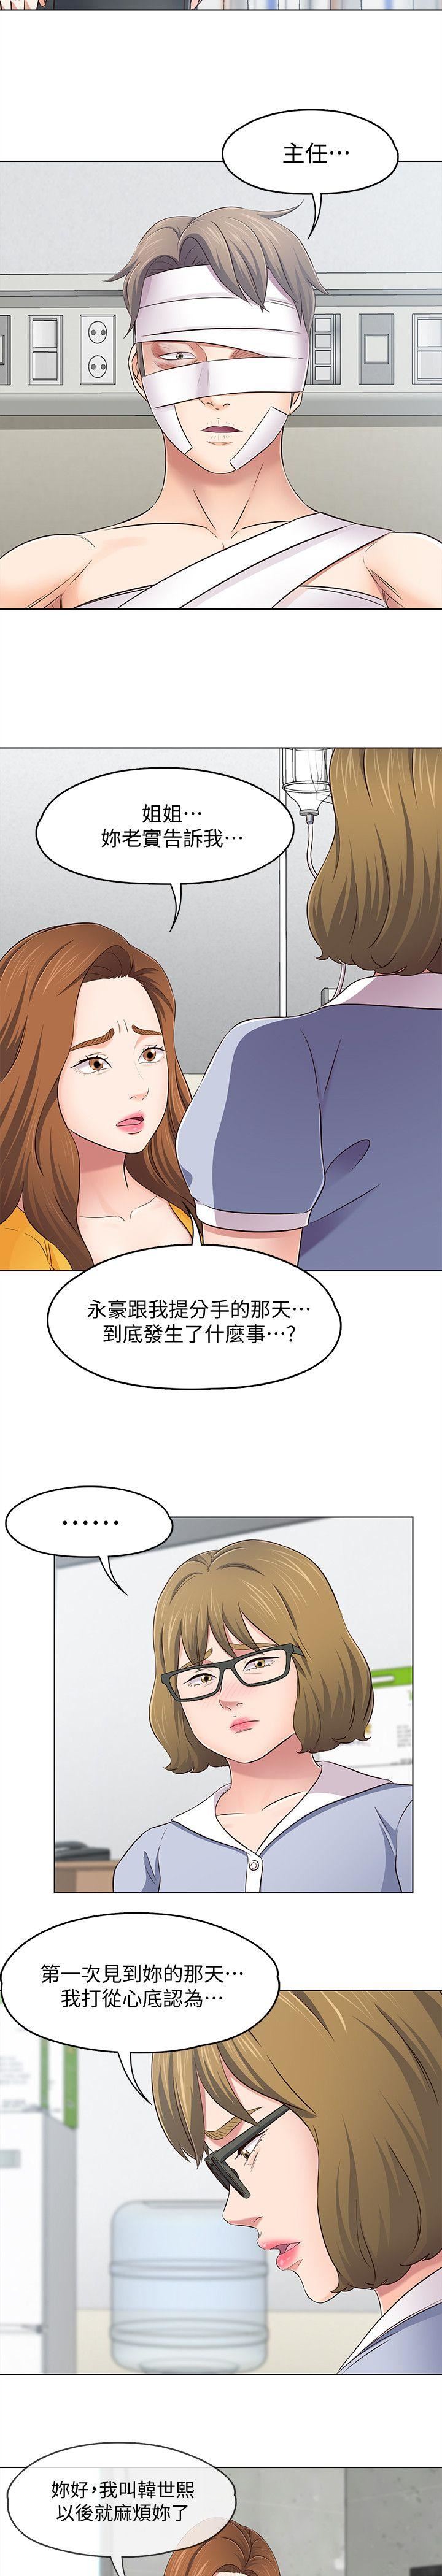 主任⋯
姐姐⋯
妳老實告訴我⋯
永豪跟我提分手的那天⋯
到底發生了什麼事⋯?
⋯⋯
第一次見到妳的那天⋯
我打從心底認為⋯
妳好,我叫韓世熙
以後就麻煩妳了